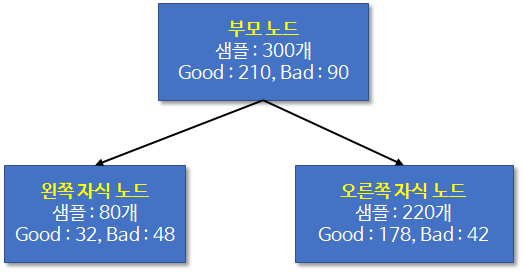 부모 노드
샘플 : 300개
Good : 210, Bad : 90
왼쪽 자식 노드
샘플 : 80개
Good : 32, Bad : 48
오른쪽 자식 노드
샘플 : 220개
Good : 178, Bad : 42